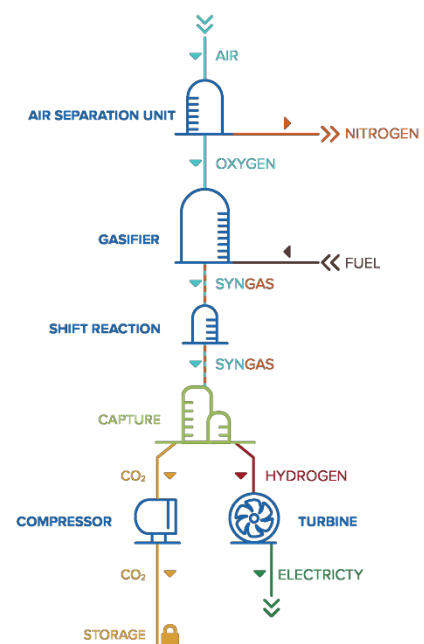 AIR
AIR SEPARATION UNIT
NITROGEN
OXYGEN
GASIFIER
FUEL
SYNGAS
SHIFT REACTION
SYNGAS
CAPTURE
CO₂
HYDROGEN
COMPRESSOR
TURBINE
CO₂
ELECTRICTY
STORAGE